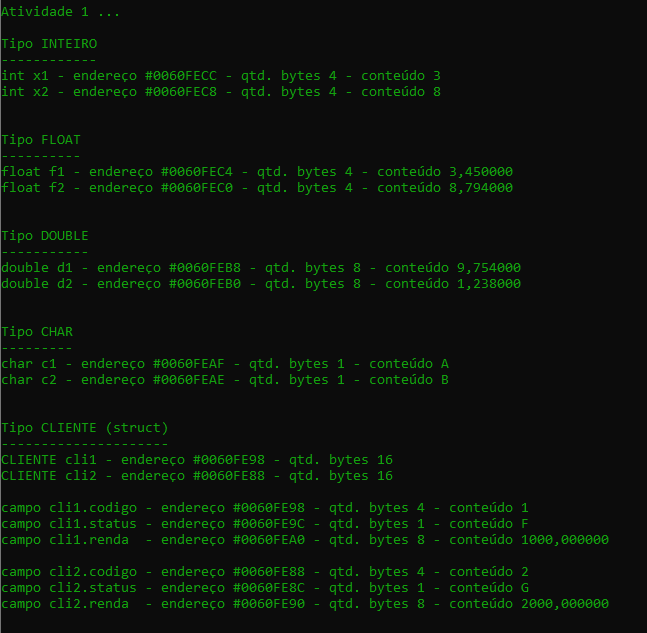 Atividade 1 ...
Tipo INTEIRO
------------
int x1 - endereço #0060FECC - qtd. bytes 4 - conteúdo 3
int x2 - endereço #0060FEC8 - qtd. bytes 4 - conteúdo 8
Tipo FLOAT
----------
float f1 - endereço #0060FEC4 - qtd. bytes 4 - conteúdo 3,450000
float f2 - endereço #0060FEC0 - qtd. bytes 4 - conteúdo 8,794000
Tipo DOUBLE
-----------
double d1 - endereço #0060FEB8 - qtd. bytes 8 - conteúdo 9,754000
double d2 - endereço #0060FEB0 - qtd. bytes 8 - conteúdo 1,238000
Tipo CHAR
---------
char c1 - endereço #0060FEAF - qtd. bytes 1 - conteúdo A
char c2 - endereço #0060FEAE - qtd. bytes 1 - conteúdo B
Tipo CLIENTE (struct)
---------------------
CLIENTE cli1 - endereço #0060FE98 - qtd. bytes 16
CLIENTE cli2 - endereço #0060FE88 - qtd. bytes 16
campo cli1.codigo - endereço #0060FE98 - qtd. bytes 4 - conteúdo 1
campo cli1.status - endereço #0060FE9C - qtd. bytes 1 - conteúdo F
campo cli1.renda  - endereço #0060FEA0 - qtd. bytes 8 - conteúdo 1000,000000
campo cli2.codigo - endereço #0060FE88 - qtd. bytes 4 - conteúdo 2
campo cli2.status - endereço #0060FE8C - qtd. bytes 1 - conteúdo G
campo cli2.renda  - endereço #0060FE90 - qtd. bytes 8 - conteúdo 2000,000000